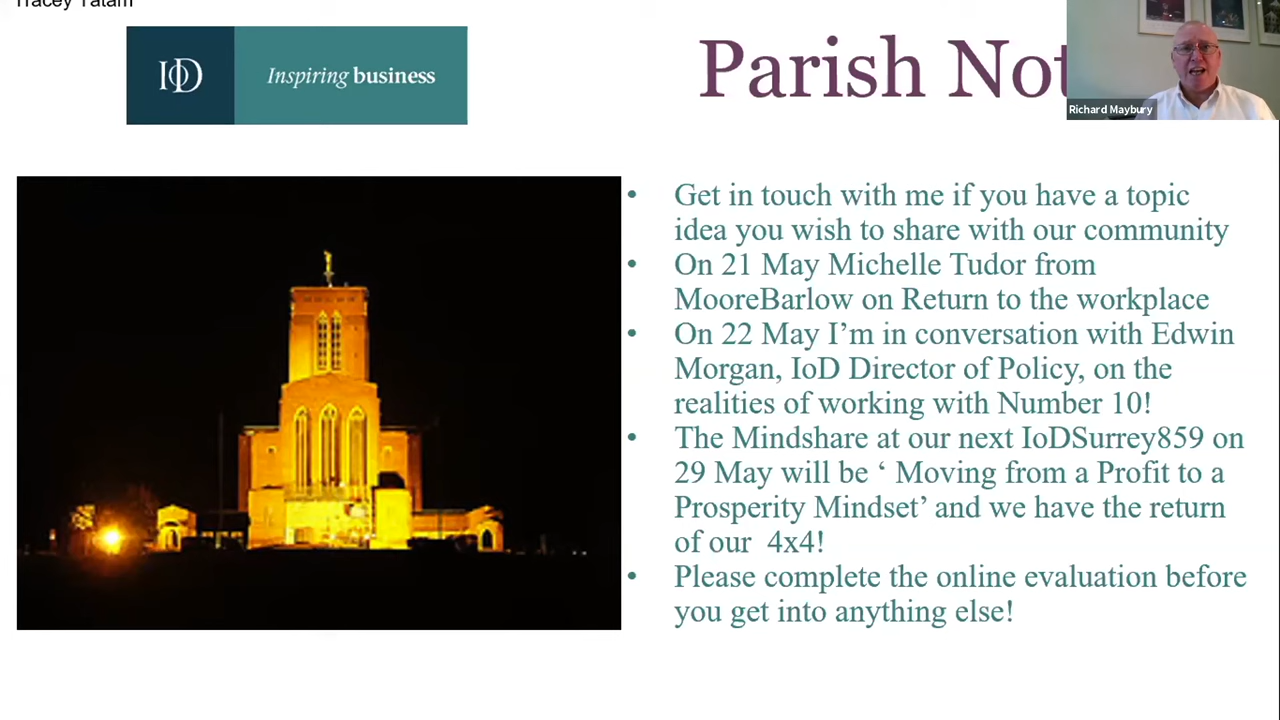 IoD
Inspiring business
Parish Not
Richard Maybury
• Get in touch with me if you have a topic
idea you wish to share with our community
• On 21 May Michelle Tudor from
MooreBarlow on Return to the workplace
• On 22 May I’m in conversation with Edwin
Morgan, IoD Director of Policy, on the
realities of working with Number 10!
• The Mindshare at our next IoDSurrey859 on
29 May will be ‘ Moving from a Profit to a
Prosperity Mindset’ and we have the return
of our  4x4!
• Please complete the online evaluation before
you get into anything else!